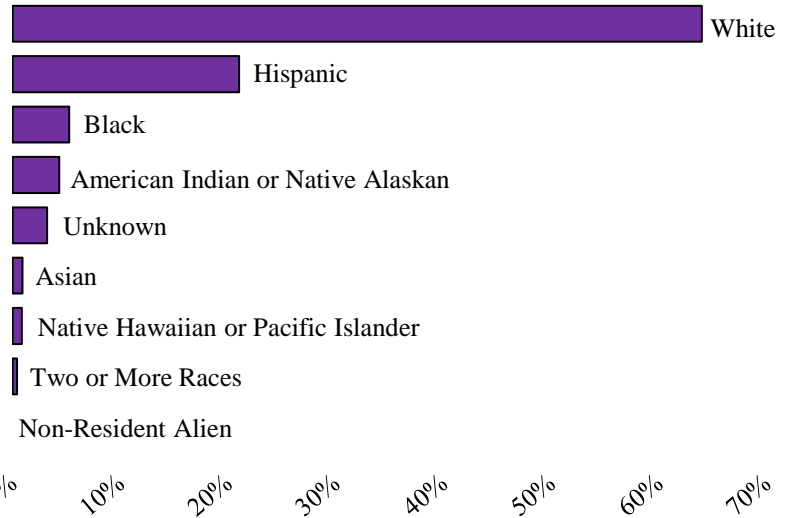 White
Hispanic
Black
American Indian or Native Alaskan
Unknown
Asian
Native Hawaiian or Pacific Islander
Two or More Races
Non-Resident Alien
% 10% 20% 30% 40% 50% 60% 70%